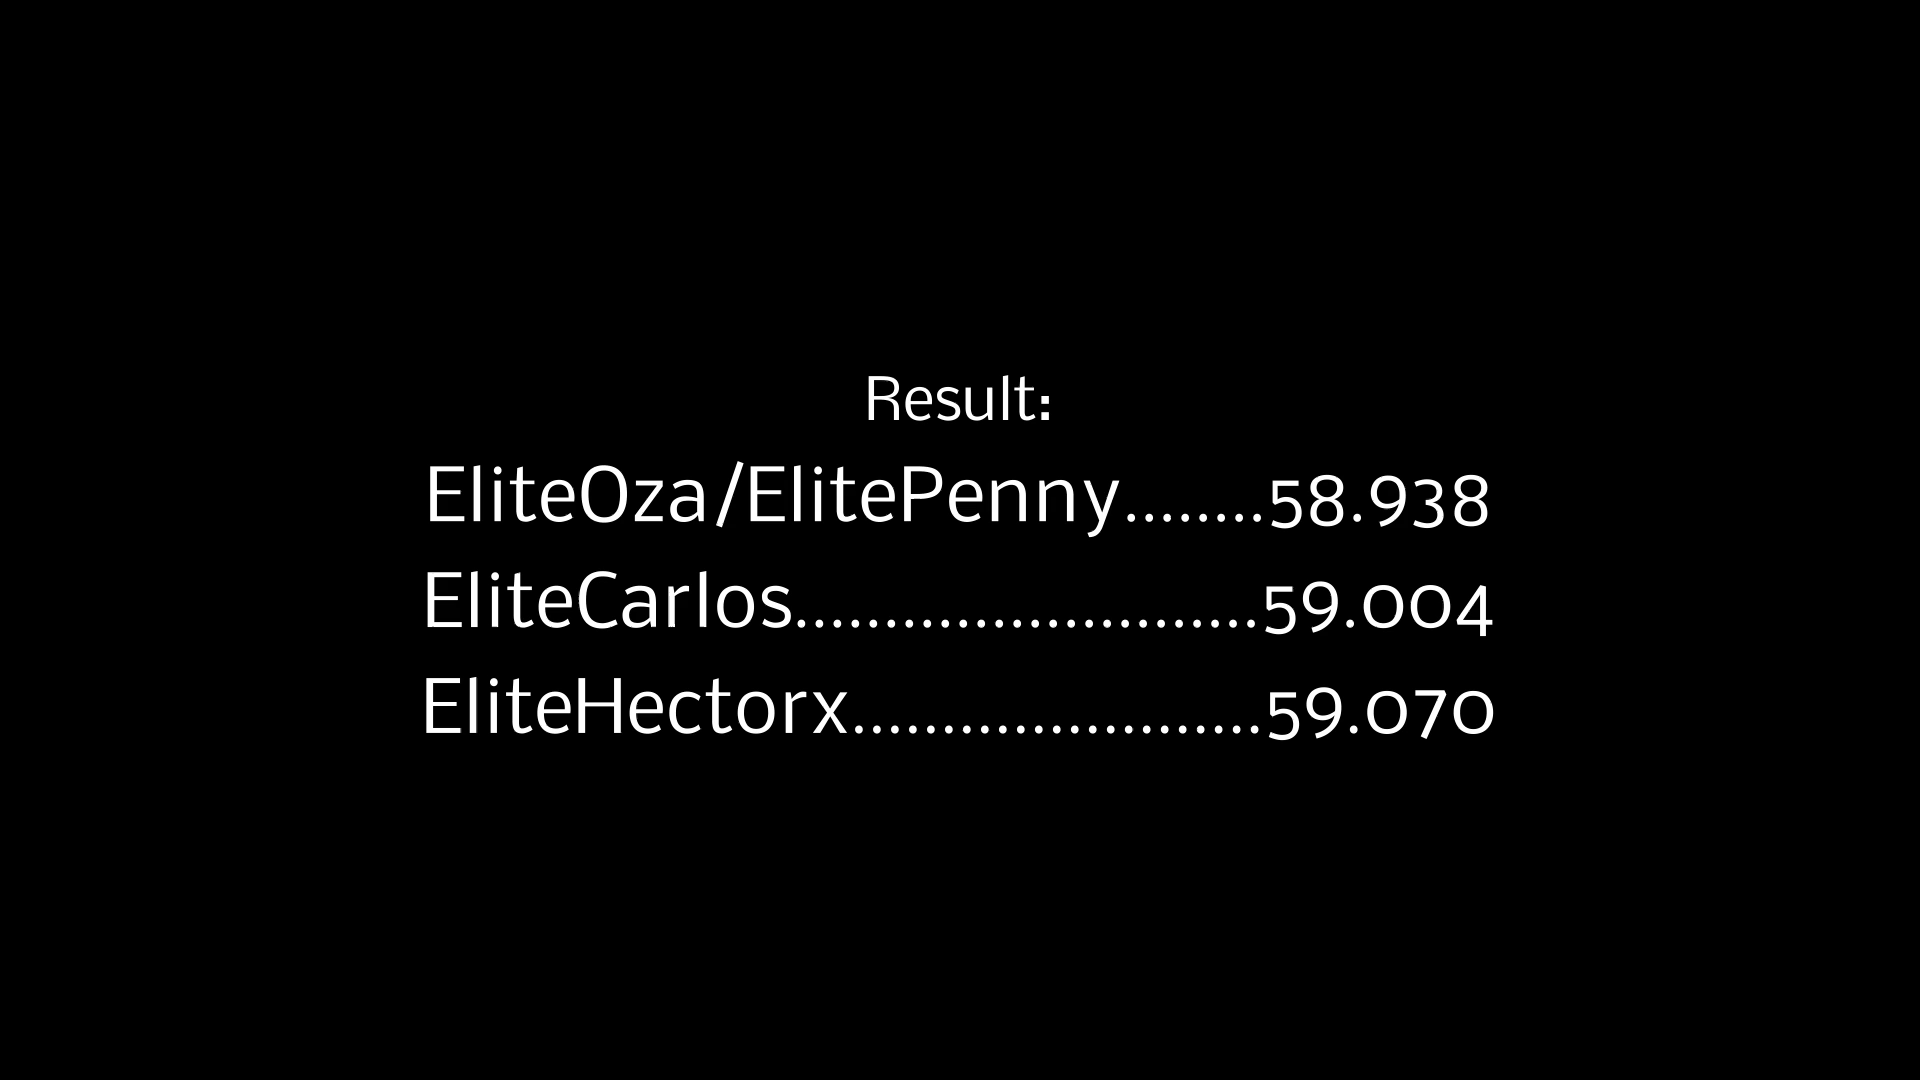 Result:
EliteOza/ElitePenny........58.938
EliteCarlos..........................59.004
EliteHectorx.......................59.070